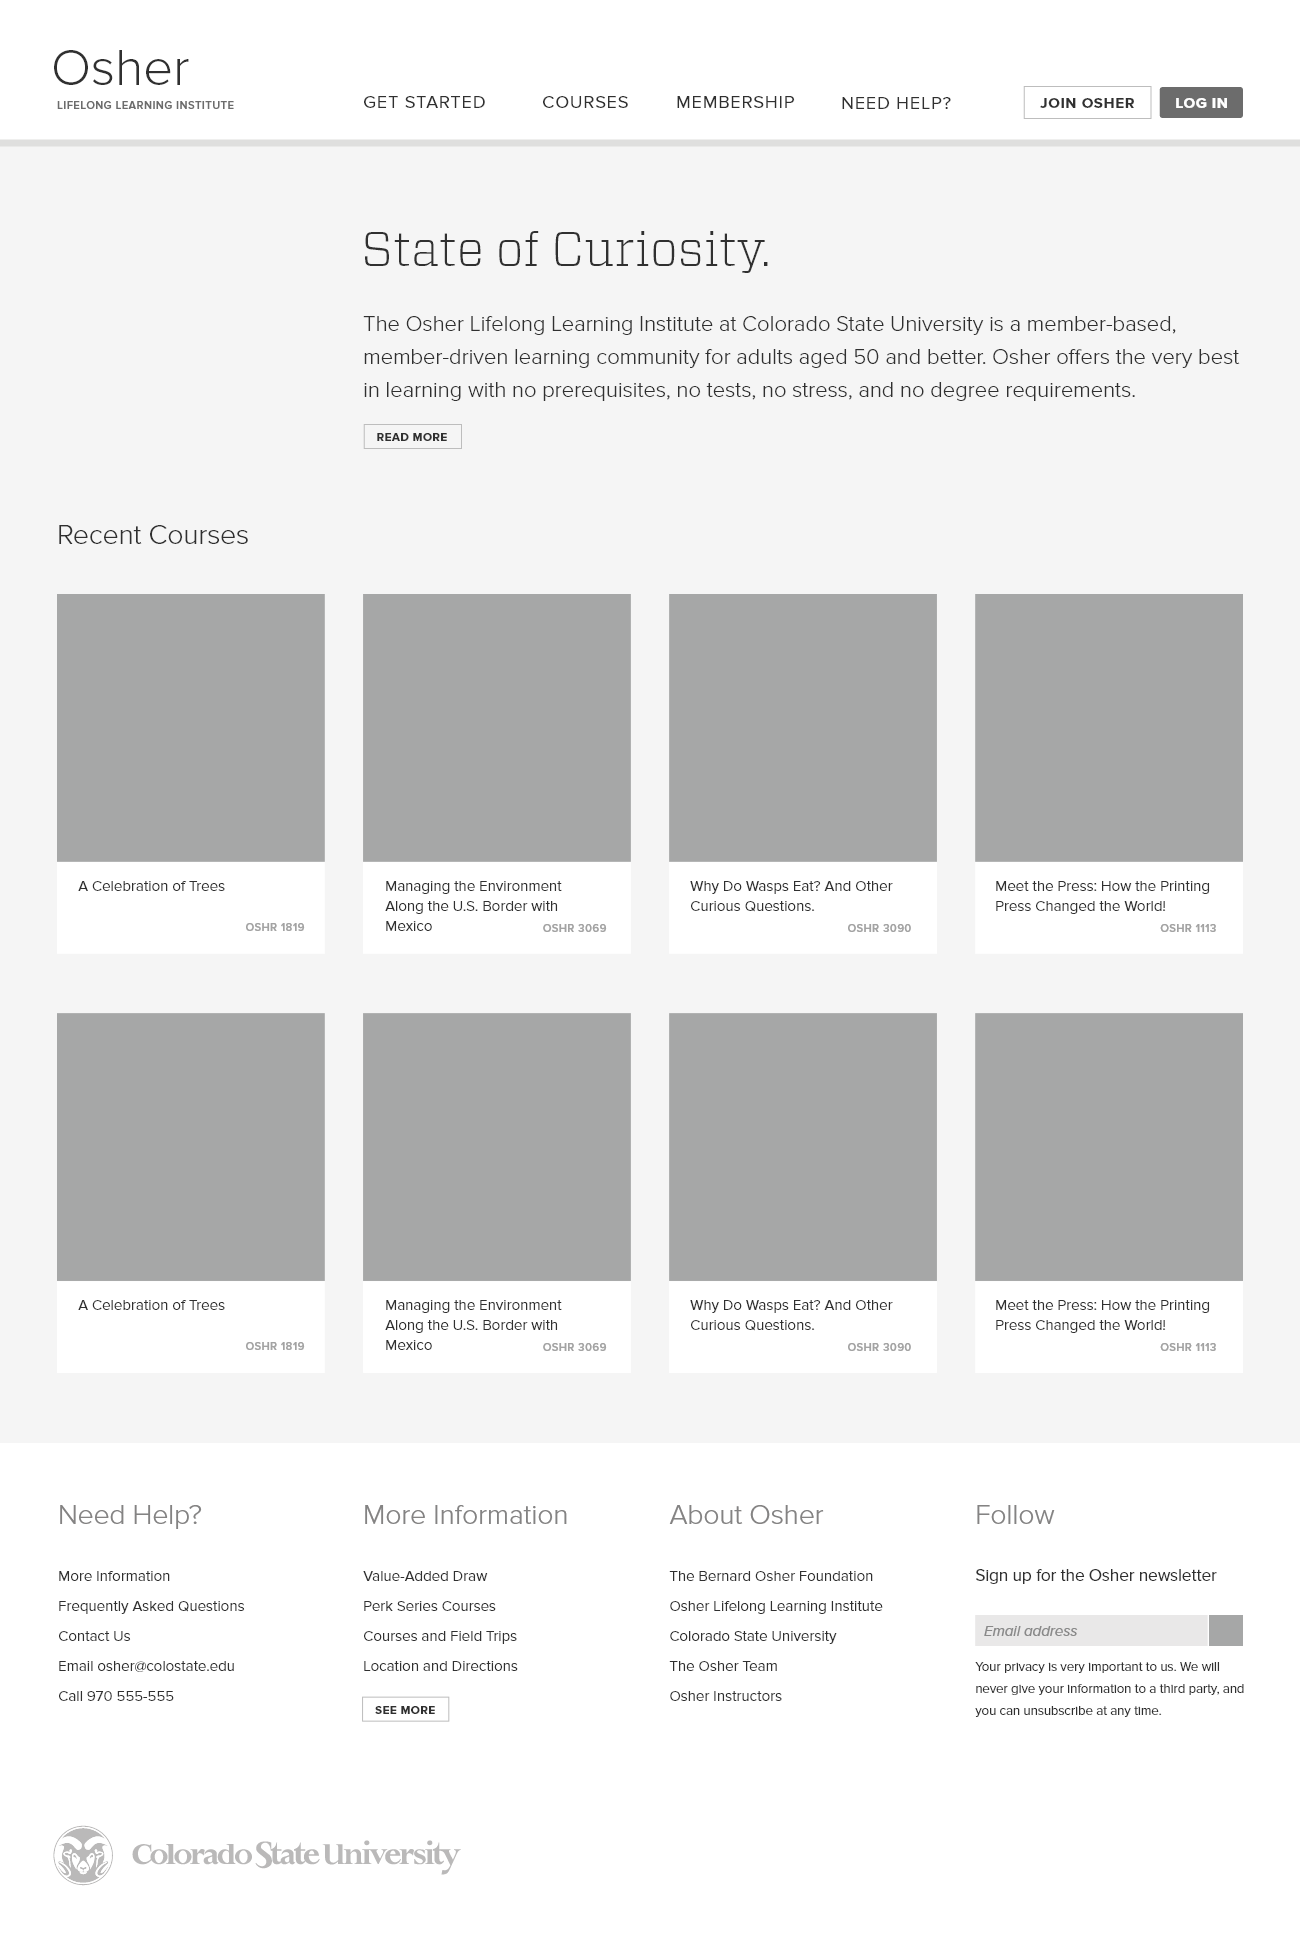 Osher
LIFELONG LEARNING INSTITUTE
GET STARTED
COURSES
MEMBERSHIP
NEED HELP?
JOIN OSHER
LOG IN
State of Curiosity.
The Osher Lifelong Learning Institute at Colorado State University is a member-based,
member-driven learning community for adults aged 50 and better. Osher offers the very best
in learning with no prerequisites, no tests, no stress, and no degree requirements.
READ MORE
Recent Courses
A Celebration of Trees
OSHR 1819
Managing the Environment
Along the U.S. Border with
Mexico
OSHR 3069
Why Do Wasps Eat? And Other
Curious Questions.
OSHR 3090
Meet the Press: How the Printing
Press Changed the World!
OSHR 1113
A Celebration of Trees
OSHR 1819
Managing the Environment
Along the U.S. Border with
Mexico
OSHR 3069
Why Do Wasps Eat? And Other
Curious Questions.
OSHR 3090
Meet the Press: How the Printing
Press Changed the World!
OSHR 1113
Need Help?
More Information
Frequently Asked Questions
Contact Us
Email osher@colostate.edu
Call 970 555-555
More Information
Value-Added Draw
Perk Series Courses
Courses and Field Trips
Location and Directions
SEE MORE
About Osher
The Bernard Osher Foundation
Osher Lifelong Learning Institute
Colorado State University
The Osher Team
Osher Instructors
Follow
Sign up for the Osher newsletter
Email address
Your privacy is very important to us. We will
never give your information to a third party, and
you can unsubscribe at any time.
Colorado State University